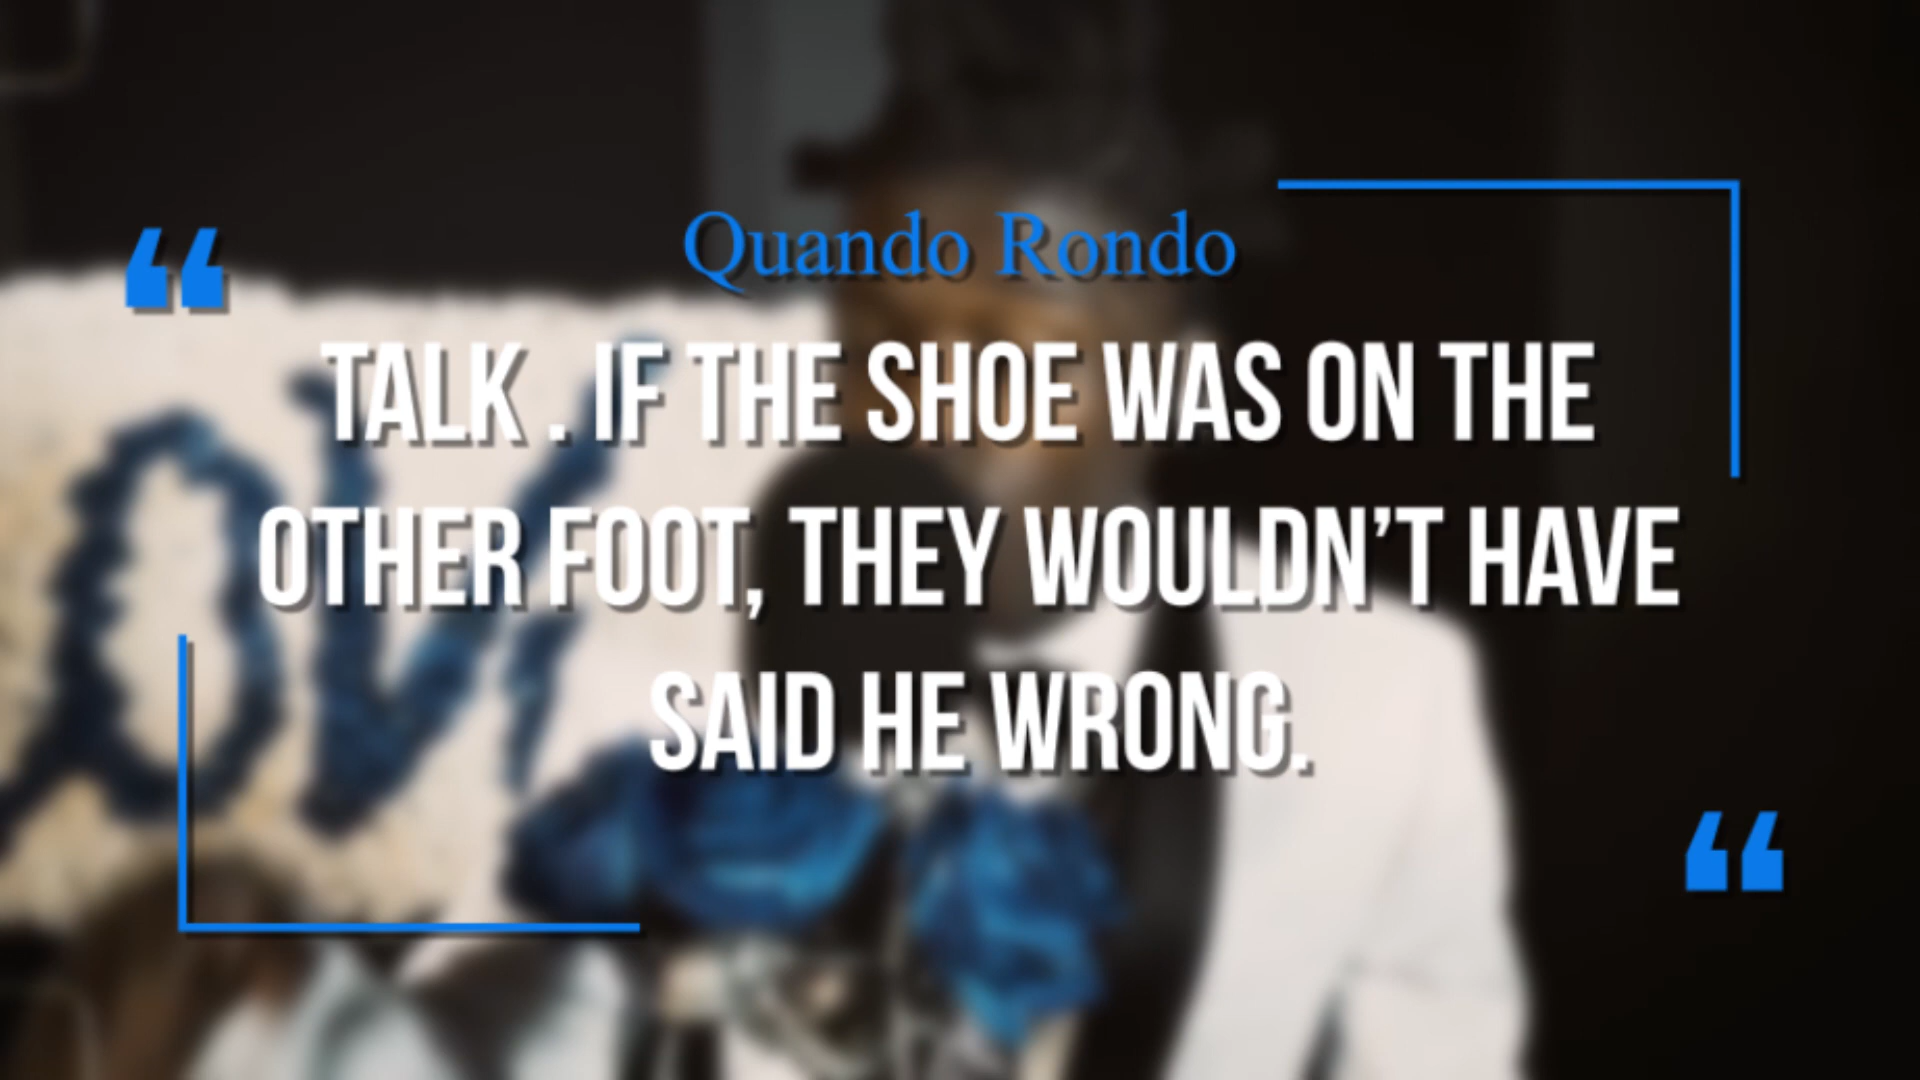 Quando Rondo
“
TALK . IF THE SHOE WAS ON THE
OTHER FOOT, THEY WOULDN’T HAVE
SAID HE WRONG.
“